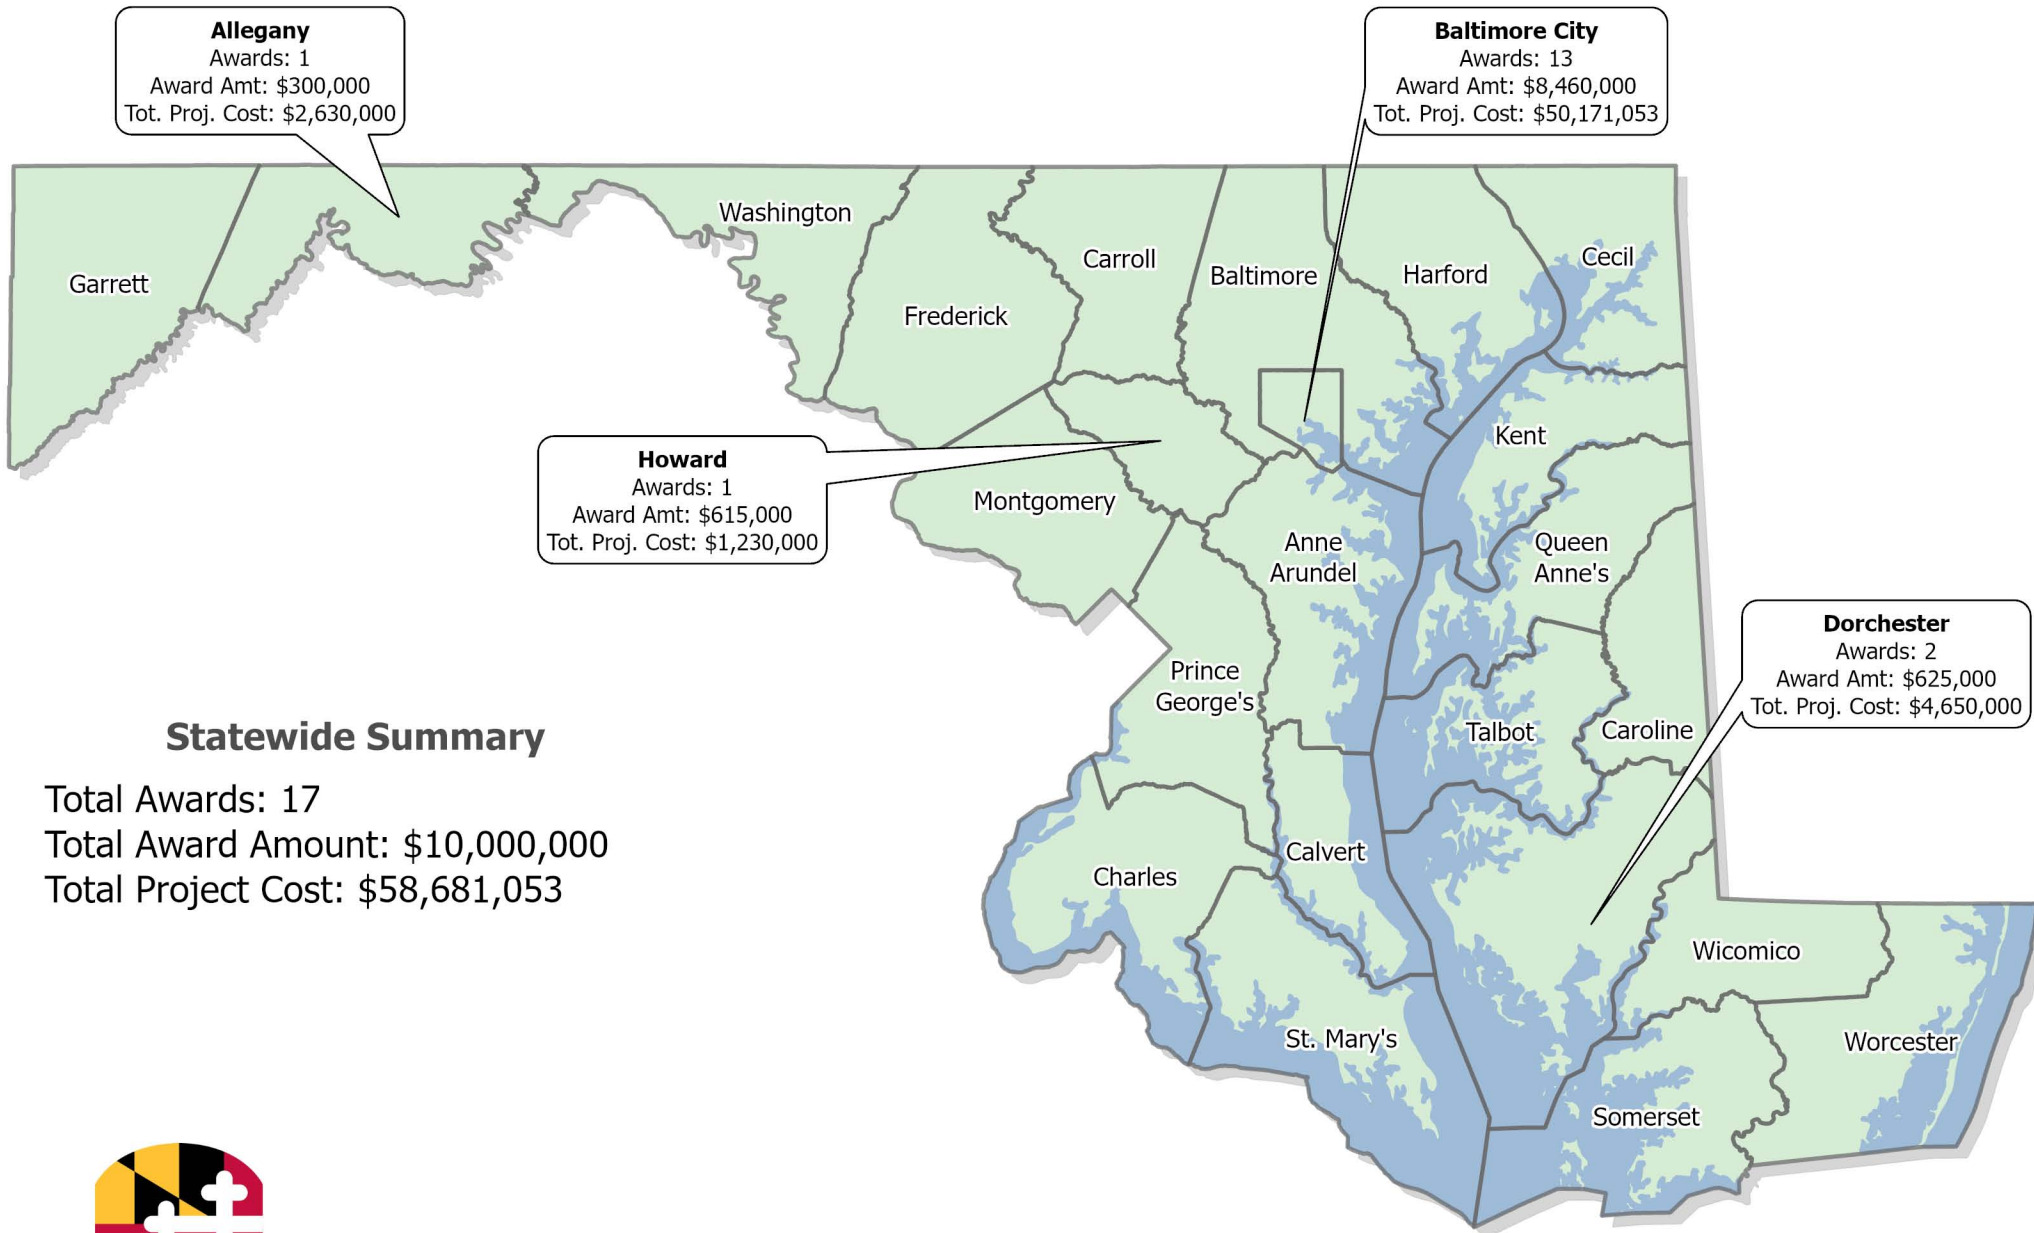 Allegany
Awards: 1
Award Amt: $300,000
Tot. Proj. Cost: $2,630,000
Baltimore City
Awards: 13
Award Amt: $8,460,000
Tot. Proj. Cost: $50,171,053
Washington
Garrett
Frederick
Carroll
Baltimore
Harford
Cecil
Kent
Howard
Awards: 1
Award Amt: $615,000
Tot. Proj. Cost: $1,230,000
Montgomery
Anne
Arundel
Queen
Anne's
Dorchester
Awards: 2
Award Amt: $625,000
Tot. Proj. Cost: $4,650,000
Prince
George's
Talbot
Caroline
Statewide Summary
Total Awards: 17
Total Award Amount: $10,000,000
Total Project Cost: $58,681,053
Calvert
Charles
Wicomico
St. Mary's
Worcester
Somerset